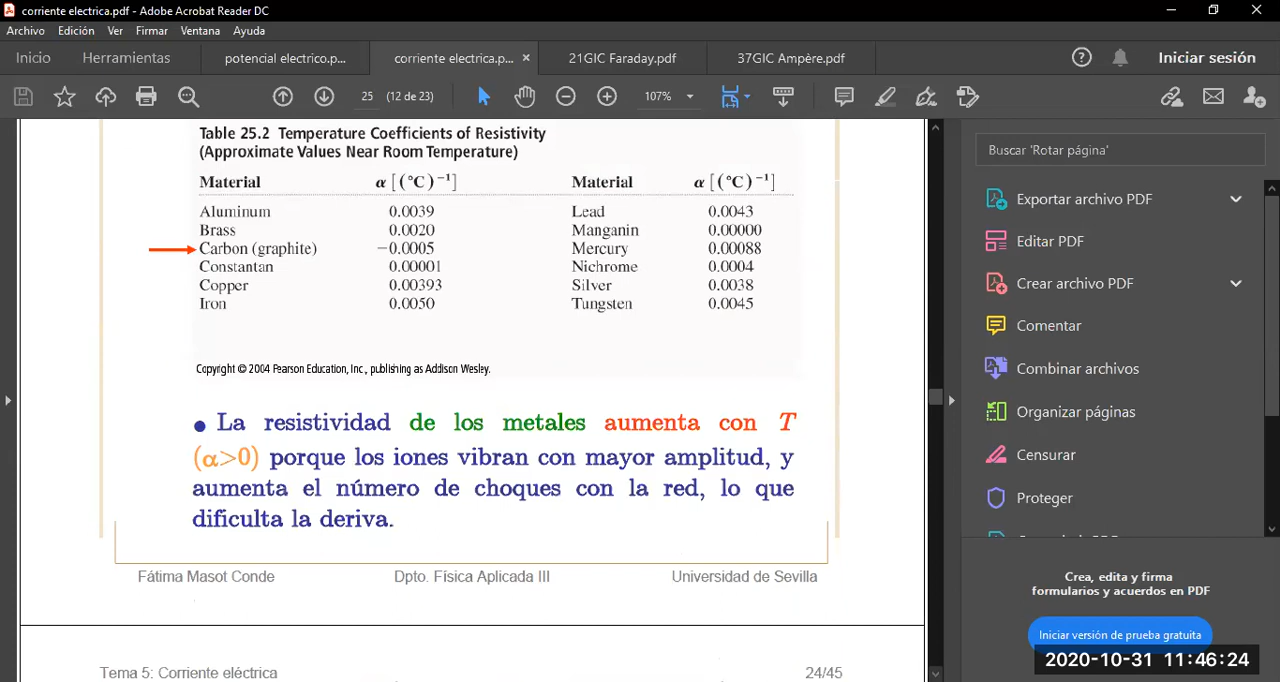 corriente electrica.pdf - Adobe Acrobat Reader DC
Archivo Edición Ver Firmar Ventana Ayuda
Inicio Herramientas potencial electrico.p... corriente electrica.p... × 21GIC Faraday.pdf 37GIC Ampère.pdf Iniciar sesión
25 (12 de 23) 107%
Table 25.2 Temperature Coefficients of Resistivity
(Approximate Values Near Room Temperature)
Material α [(°C)⁻¹] Material α [(°C)⁻¹]
Aluminum 0.0039 Lead 0.0043
Brass 0.0020 Manganin 0.00000
Carbon (graphite) −0.0005 Mercury 0.00088
Constantan 0.00001 Nichrome 0.0004
Copper 0.00393 Silver 0.0038
Iron 0.0050 Tungsten 0.0045
Copyright © 2004 Pearson Education, Inc., publishing as Addison Wesley.
● La resistividad de los metales aumenta con T
(α>0) porque los iones vibran con mayor amplitud, y
aumenta el número de choques con la red, lo que
dificulta la deriva.
Fátima Masot Conde Dpto. Física Aplicada III Universidad de Sevilla
Tema 5: Corriente eléctrica 24/45
Buscar 'Rotar página'
Exportar archivo PDF
Editar PDF
Crear archivo PDF
Comentar
Combinar archivos
Organizar páginas
Censurar
Proteger
Crea, edita y firma
formularios y acuerdos en PDF
Iniciar versión de prueba gratuita
2020-10-31 11:46:24